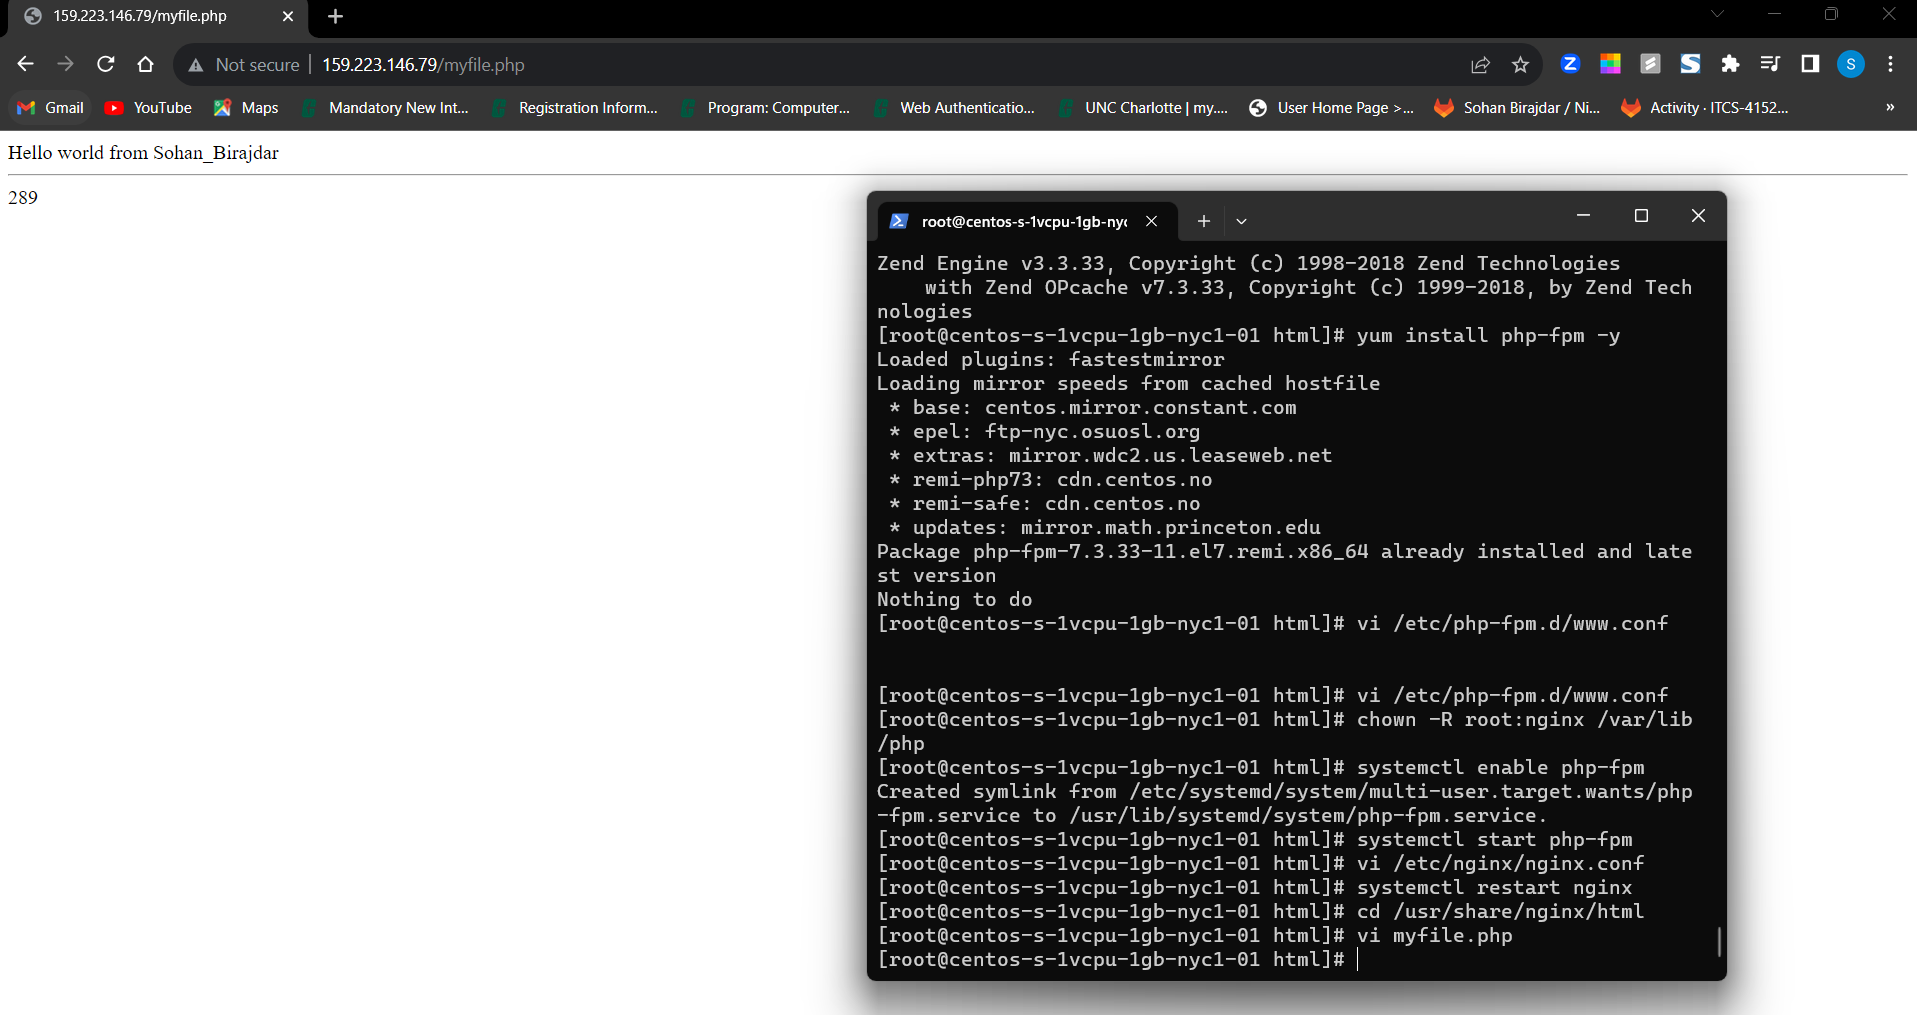 159.223.146.79/myfile.php
Not secure 159.223.146.79/myfile.php
Z S S
Gmail YouTube Maps Mandatory New Int... Registration Inform... Program: Computer... Web Authenticatio... UNC Charlotte | my.... User Home Page >... Sohan Birajdar / Ni... Activity · ITCS-4152... »
Hello world from Sohan_Birajdar
289
root@centos-s-1vcpu-1gb-nyc
Zend Engine v3.3.33, Copyright (c) 1998-2018 Zend Technologies
with Zend OPcache v7.3.33, Copyright (c) 1999-2018, by Zend Tech
nologies
[root@centos-s-1vcpu-1gb-nyc1-01 html]# yum install php-fpm -y
Loaded plugins: fastestmirror
Loading mirror speeds from cached hostfile
* base: centos.mirror.constant.com
* epel: ftp-nyc.osuosl.org
* extras: mirror.wdc2.us.leaseweb.net
* remi-php73: cdn.centos.no
* remi-safe: cdn.centos.no
* updates: mirror.math.princeton.edu
Package php-fpm-7.3.33-11.el7.remi.x86_64 already installed and late
st version
Nothing to do
[root@centos-s-1vcpu-1gb-nyc1-01 html]# vi /etc/php-fpm.d/www.conf
[root@centos-s-1vcpu-1gb-nyc1-01 html]# vi /etc/php-fpm.d/www.conf
[root@centos-s-1vcpu-1gb-nyc1-01 html]# chown -R root:nginx /var/lib
/php
[root@centos-s-1vcpu-1gb-nyc1-01 html]# systemctl enable php-fpm
Created symlink from /etc/systemd/system/multi-user.target.wants/php
-fpm.service to /usr/lib/systemd/system/php-fpm.service.
[root@centos-s-1vcpu-1gb-nyc1-01 html]# systemctl start php-fpm
[root@centos-s-1vcpu-1gb-nyc1-01 html]# vi /etc/nginx/nginx.conf
[root@centos-s-1vcpu-1gb-nyc1-01 html]# systemctl restart nginx
[root@centos-s-1vcpu-1gb-nyc1-01 html]# cd /usr/share/nginx/html
[root@centos-s-1vcpu-1gb-nyc1-01 html]# vi myfile.php
[root@centos-s-1vcpu-1gb-nyc1-01 html]#